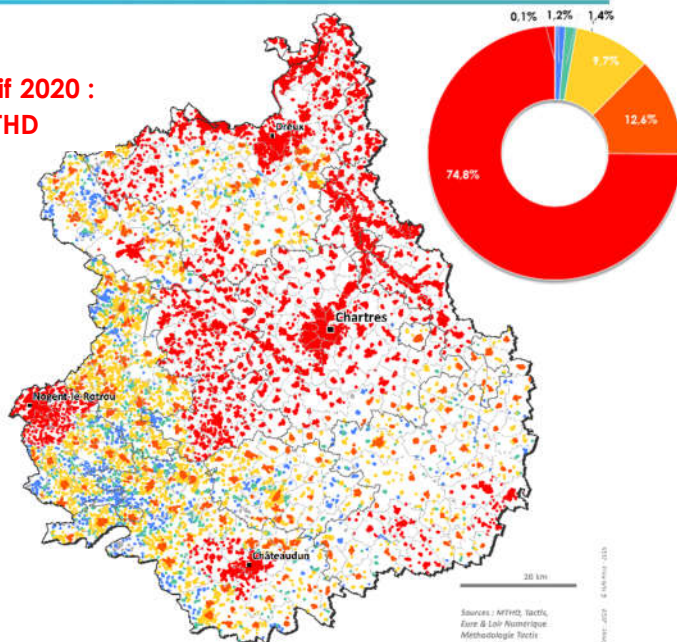 if 2020 :
THD
0,1%
1,2%
1,4%
9,7%
12,6%
74,8%
Dreux
Chartres
Nogent-le-Rotrou
Châteaudun
20 km
Sources : MTHD, Tactis,
Eure & Loir Numérique
Méthodologie Tactis